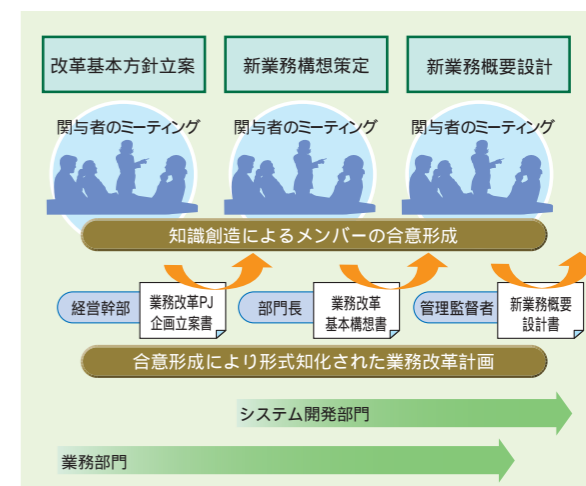 改革基本方針立案
新業務構想策定
新業務概要設計
関与者のミーティング
関与者のミーティング
関与者のミーティング
知識創造によるメンバーの合意形成
経営幹部
業務改革PJ
企画立案書
部門長
業務改革
基本構想書
管理監督者
新業務概要
設計書
合意形成により形式知化された業務改革計画
システム開発部門
業務部門